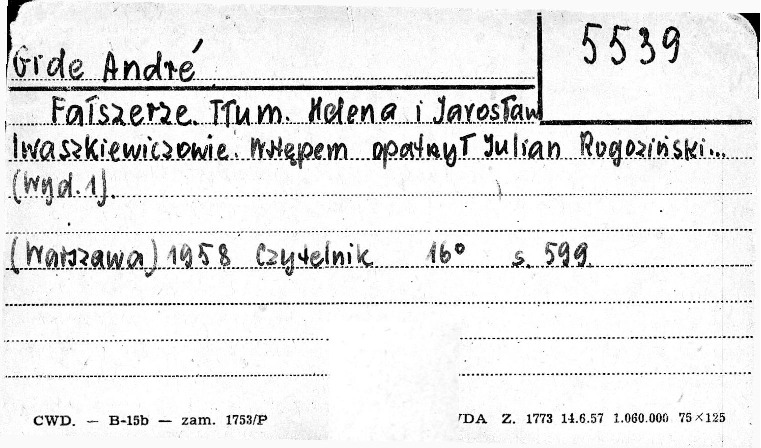 5539
Gide André
Fałszerze. Tłum. Helena i Jarosław
Iwaszkiewiczowie. Wstępem opatrzył Julian Rogoziński...
(Wyd. 1).
(Warszawa) 1958 Czytelnik 16° s. 599.
CWD. — B-15b — zam. 1753/P
DA Z. 1773 14.6.57 1.060.000 75×125